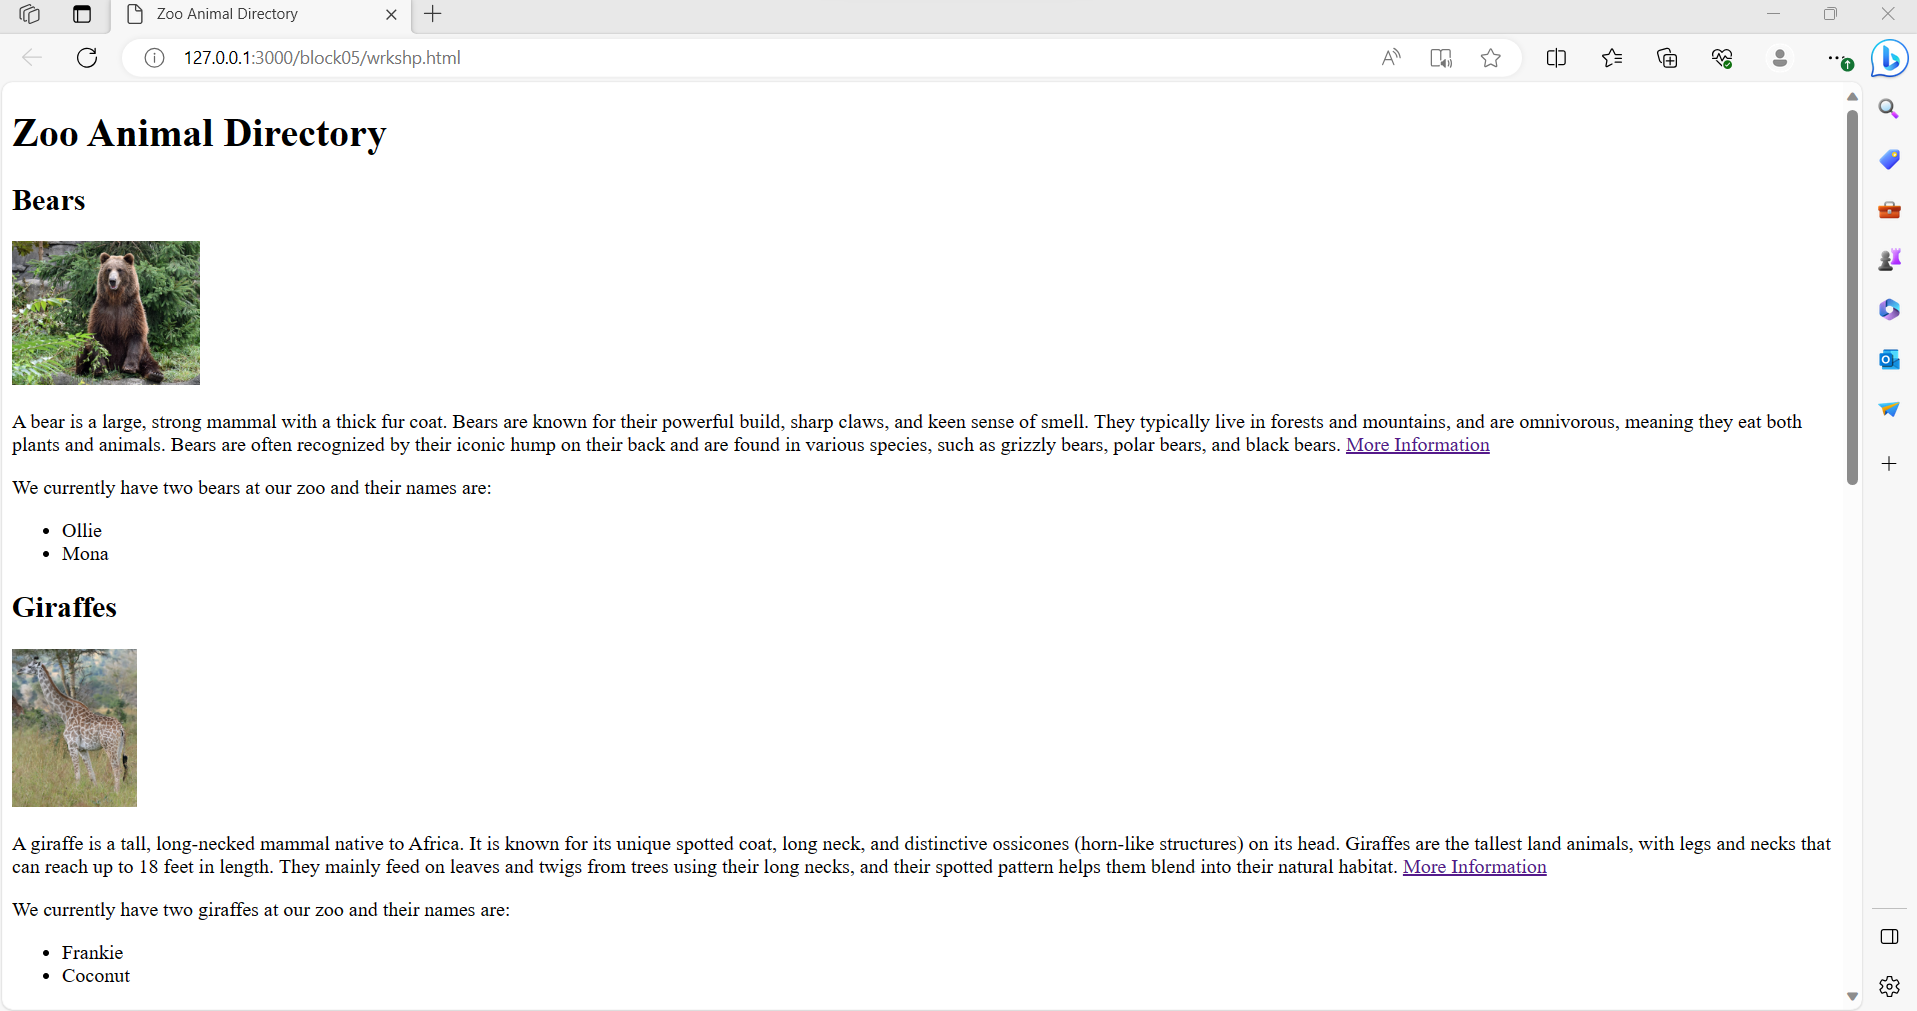 Zoo Animal Directory
127.0.0.1:3000/block05/wrkshp.html
Zoo Animal Directory
Bears
A bear is a large, strong mammal with a thick fur coat. Bears are known for their powerful build, sharp claws, and keen sense of smell. They typically live in forests and mountains, and are omnivorous, meaning they eat both
plants and animals. Bears are often recognized by their iconic hump on their back and are found in various species, such as grizzly bears, polar bears, and black bears. More Information
We currently have two bears at our zoo and their names are:
• Ollie
• Mona
Giraffes
A giraffe is a tall, long-necked mammal native to Africa. It is known for its unique spotted coat, long neck, and distinctive ossicones (horn-like structures) on its head. Giraffes are the tallest land animals, with legs and necks that
can reach up to 18 feet in length. They mainly feed on leaves and twigs from trees using their long necks, and their spotted pattern helps them blend into their natural habitat. More Information
We currently have two giraffes at our zoo and their names are:
• Frankie
• Coconut